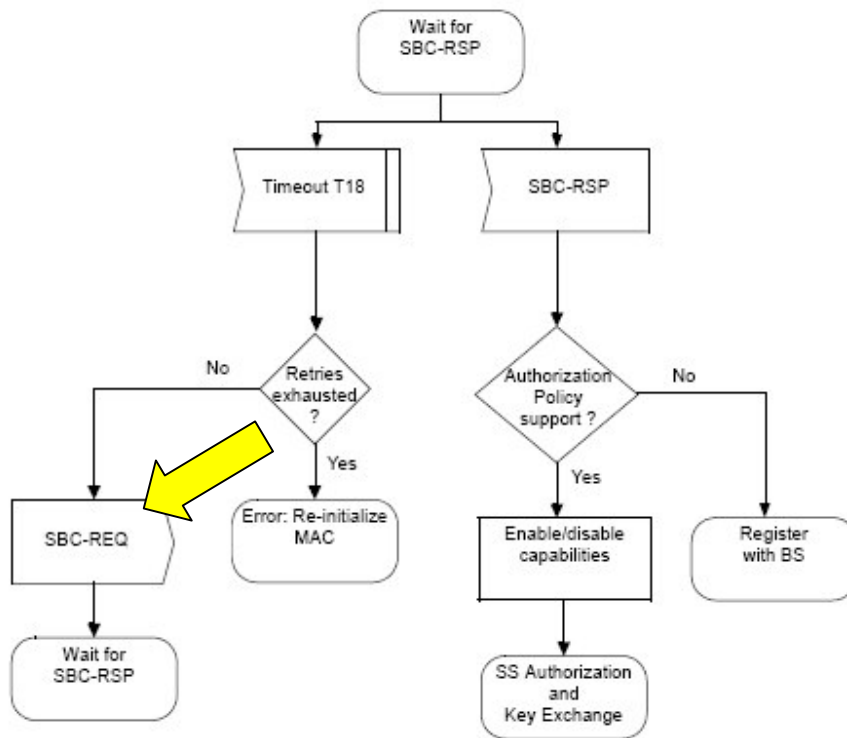 Wait for
SBC-RSP
Timeout T18
SBC-RSP
No
Retries
exhausted
?
Yes
Authorization
Policy
support ?
No
Yes
SBC-REQ
Error: Re-initialize
MAC
Enable/disable
capabilities
Register
with BS
Wait for
SBC-RSP
SS Authorization
and
Key Exchange